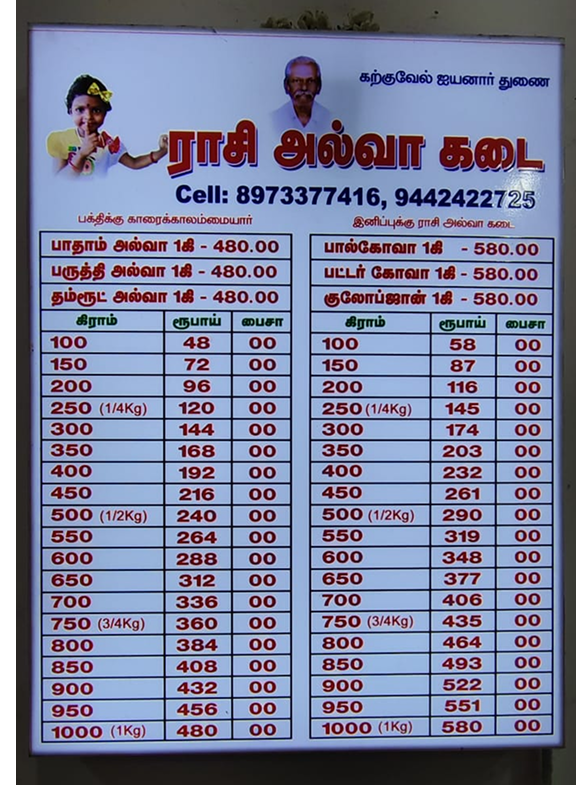 கற்குவேல் ஐயனார் துணை
ராசி அல்வா கடை
Cell: 8973377416, 9442422725
பக்திக்கு காரைக்காலம்மையார்
பாதாம் அல்வா 1கி - 480.00
பருத்தி அல்வா 1கி - 480.00
தம்ரூட் அல்வா 1கி - 480.00
கிராம் ரூபாய் பைசா
100 48 00
150 72 00
200 96 00
250 (1/4Kg) 120 00
300 144 00
350 168 00
400 192 00
450 216 00
500 (1/2Kg) 240 00
550 264 00
600 288 00
650 312 00
700 336 00
750 (3/4Kg) 360 00
800 384 00
850 408 00
900 432 00
950 456 00
1000 (1Kg) 480 00
இனிப்புக்கு ராசி அல்வா கடை
பால்கோவா 1கி - 580.00
பட்டர் கோவா 1கி - 580.00
குலோப்ஜான் 1கி - 580.00
கிராம் ரூபாய் பைசா
100 58 00
150 87 00
200 116 00
250 (1/4Kg) 145 00
300 174 00
350 203 00
400 232 00
450 261 00
500 (1/2Kg) 290 00
550 319 00
600 348 00
650 377 00
700 406 00
750 (3/4Kg) 435 00
800 464 00
850 493 00
900 522 00
950 551 00
1000 (1Kg) 580 00